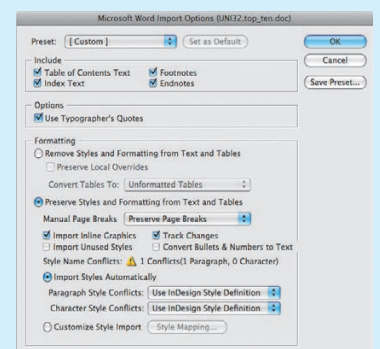 Microsoft Word Import Options (UNI32.top_ten.doc)
Preset: [ Custom ] Set as Default OK
Include Cancel
Table of Contents Text Footnotes
Index Text Endnotes Save Preset...
Options
Use Typographer's Quotes
Formatting
Remove Styles and Formatting from Text and Tables
Preserve Local Overrides
Convert Tables To: Unformatted Tables
Preserve Styles and Formatting from Text and Tables
Manual Page Breaks Preserve Page Breaks
Import Inline Graphics Track Changes
Import Unused Styles Convert Bullets & Numbers to Text
Style Name Conflicts: 1 Conflicts(1 Paragraph, 0 Character)
Import Styles Automatically
Paragraph Style Conflicts: Use InDesign Style Definition
Character Style Conflicts: Use InDesign Style Definition
Customize Style Import Style Mapping...